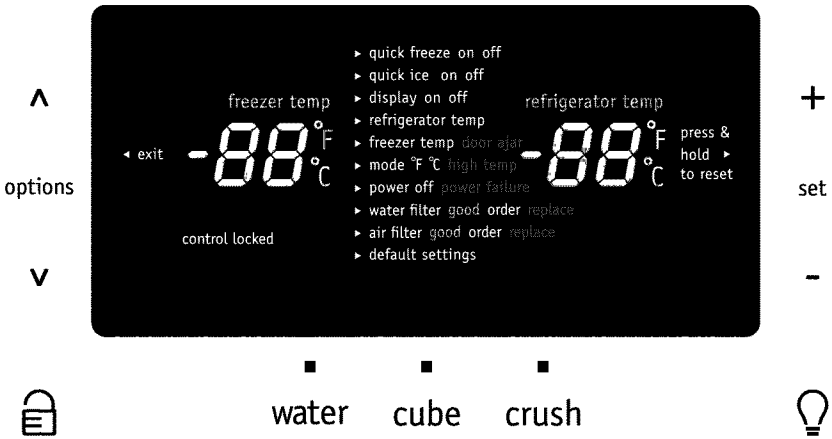 freezer temp
-88 °F °C
◂ exit
control locked
▸ quick freeze on off
▸ quick ice on off
▸ display on off
▸ refrigerator temp
▸ freezer temp door ajar
▸ mode °F °C high temp
▸ power off power failure
▸ water filter good order replace
▸ air filter good order replace
▸ default settings
refrigerator temp
-88 °F °C
press &
hold ▸
to reset
options
set
+
-
water cube crush